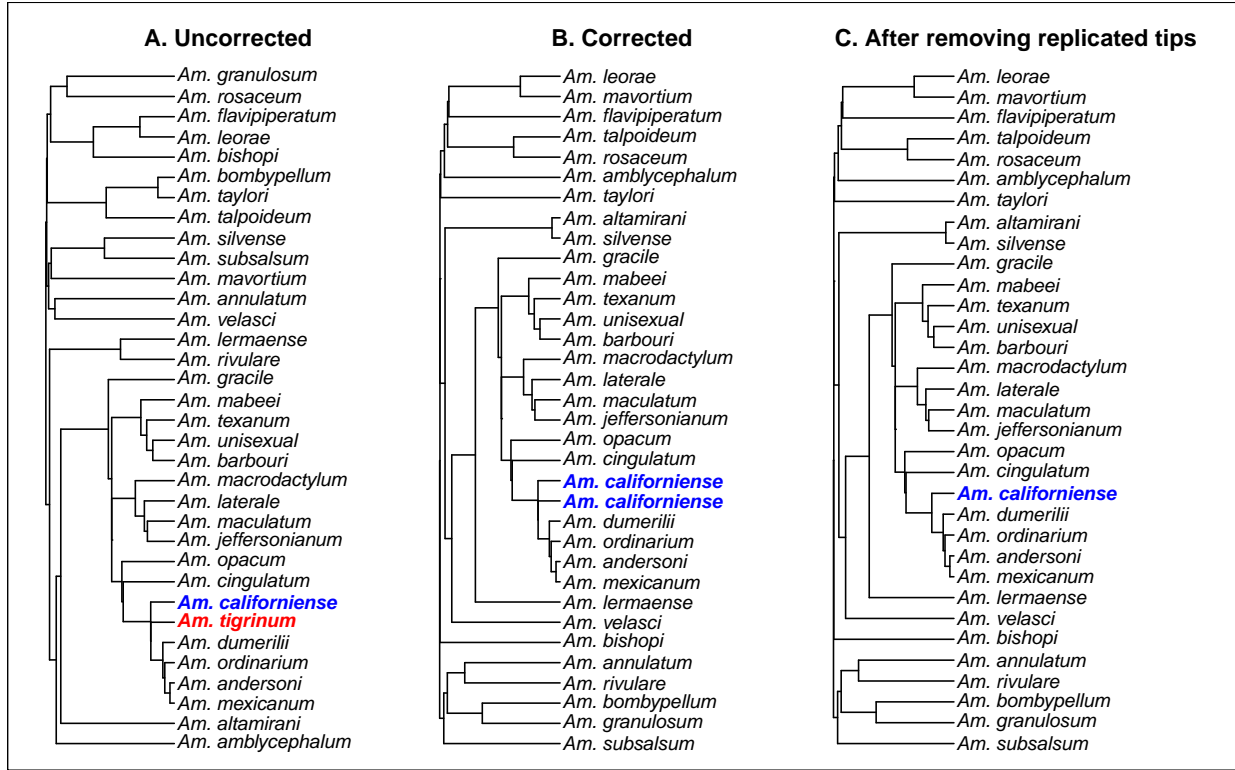 A. Uncorrected
Am. granulosum
Am. rosaceum
Am. flavipiperatum
Am. leorae
Am. bishopi
Am. bombypellum
Am. taylori
Am. talpoideum
Am. silvense
Am. subsalsum
Am. mavortium
Am. annulatum
Am. velasci
Am. lermaense
Am. rivulare
Am. gracile
Am. mabeei
Am. texanum
Am. unisexual
Am. barbouri
Am. macrodactylum
Am. laterale
Am. maculatum
Am. jeffersonianum
Am. opacum
Am. cingulatum
Am. californiense
Am. tigrinum
Am. dumerilii
Am. ordinarium
Am. andersoni
Am. mexicanum
Am. altamirani
Am. amblycephalum
B. Corrected
Am. leorae
Am. mavortium
Am. flavipiperatum
Am. talpoideum
Am. rosaceum
Am. amblycephalum
Am. taylori
Am. altamirani
Am. silvense
Am. gracile
Am. mabeei
Am. texanum
Am. unisexual
Am. barbouri
Am. macrodactylum
Am. laterale
Am. maculatum
Am. jeffersonianum
Am. opacum
Am. cingulatum
Am. californiense
Am. californiense
Am. dumerilii
Am. ordinarium
Am. andersoni
Am. mexicanum
Am. lermaense
Am. velasci
Am. bishopi
Am. annulatum
Am. rivulare
Am. bombypellum
Am. granulosum
Am. subsalsum
C. After removing replicated tips
Am. leorae
Am. mavortium
Am. flavipiperatum
Am. talpoideum
Am. rosaceum
Am. amblycephalum
Am. taylori
Am. altamirani
Am. silvense
Am. gracile
Am. mabeei
Am. texanum
Am. unisexual
Am. barbouri
Am. macrodactylum
Am. laterale
Am. maculatum
Am. jeffersonianum
Am. opacum
Am. cingulatum
Am. californiense
Am. dumerilii
Am. ordinarium
Am. andersoni
Am. mexicanum
Am. lermaense
Am. velasci
Am. bishopi
Am. annulatum
Am. rivulare
Am. bombypellum
Am. granulosum
Am. subsalsum